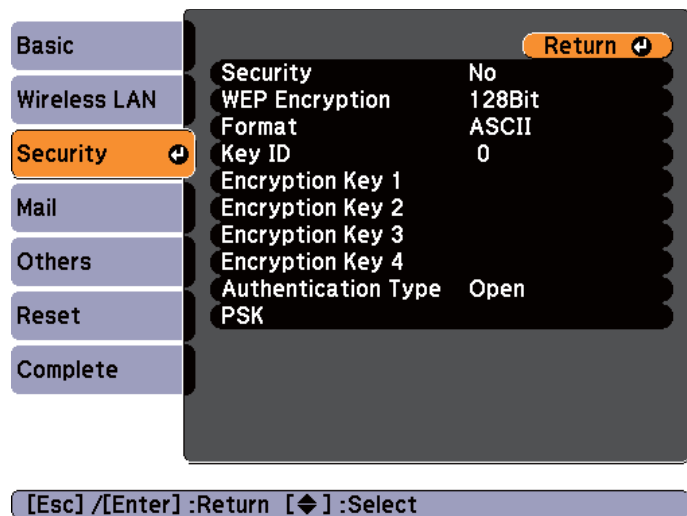 Basic
Wireless LAN
Security
Mail
Others
Reset
Complete
Return
Security No
WEP Encryption 128Bit
Format ASCII
Key ID 0
Encryption Key 1
Encryption Key 2
Encryption Key 3
Encryption Key 4
Authentication Type Open
PSK
[Esc] /[Enter] :Return [◆] :Select